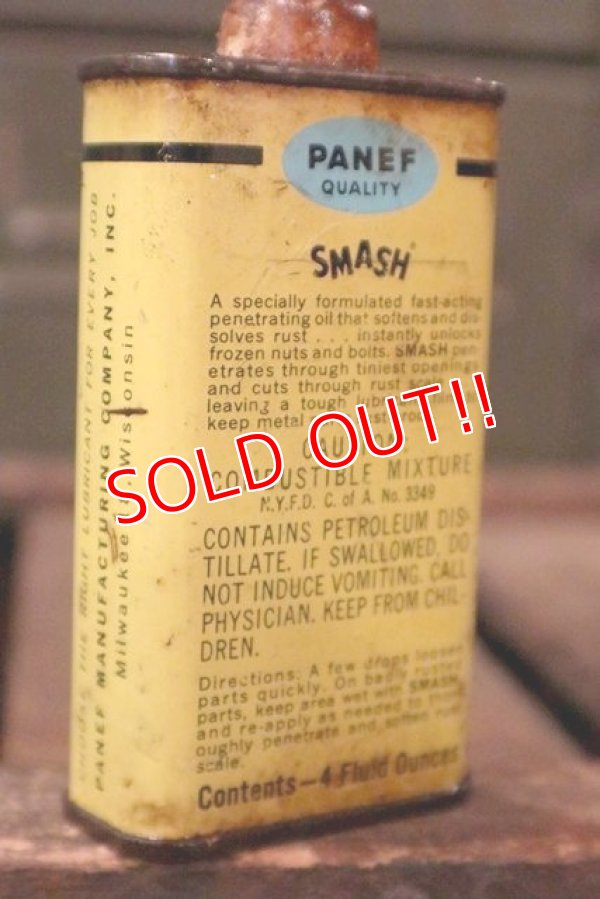 PANEF
QUALITY
SMASH
A specially formulated fast-acting
penetrating oil that softens and dis-
solves rust . . . instantly unlocks
frozen nuts and bolts. SMASH pen-
etrates through tiniest openings
and cuts through rust
leaving a tough
keep metal
SOLD OUT!!
COMBUSTIBLE MIXTURE
N.Y.F.D. C. of A. No. 3349
CONTAINS PETROLEUM DIS-
TILLATE. IF SWALLOWED, DO
NOT INDUCE VOMITING. CALL
PHYSICIAN. KEEP FROM CHIL-
DREN.
Directions: A few drops loosen
parts quickly. On badly rusted
parts, keep area wet with SMASH
and re-apply as needed to thor-
oughly penetrate and soften rust
scale.
Contents—4 Fluid Ounces
THE RIGHT LUBRICANT FOR EVERY JOB
PANEF MANUFACTURING COMPANY, INC.
Milwaukee Wisconsin